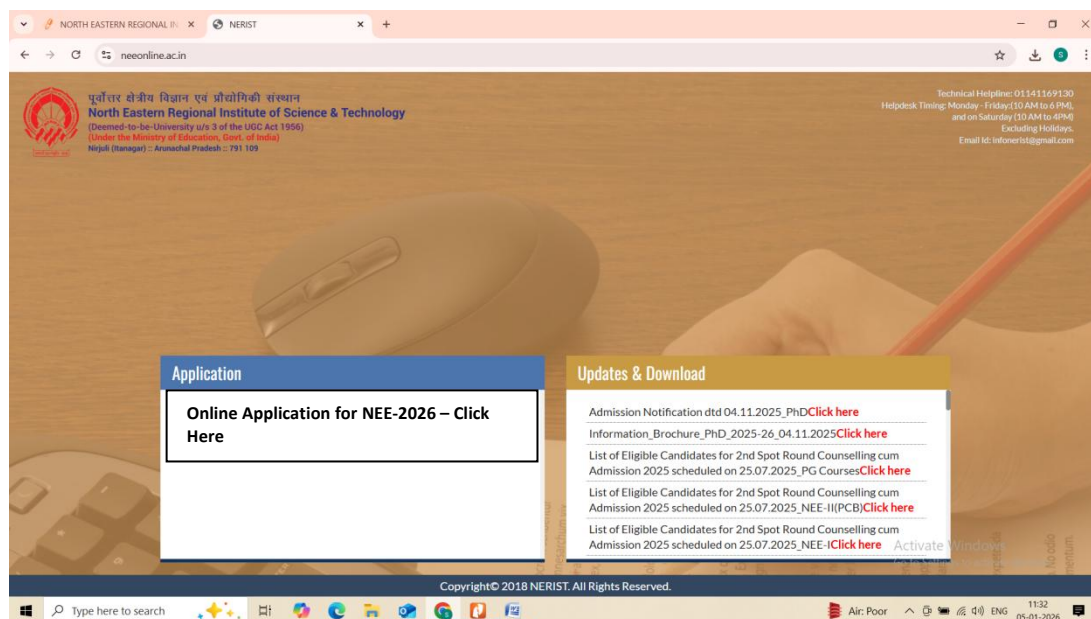 NORTH EASTERN REGIONAL IN
NERIST
neeonline.ac.in
पूर्वोत्तर क्षेत्रीय विज्ञान एवं प्रौद्योगिकी संस्थान
North Eastern Regional Institute of Science & Technology
(Deemed-to-be-University u/s 3 of the UGC Act 1956)
(Under the Ministry of Education, Govt. of India)
Nirjuli (Itanagar) :: Arunachal Pradesh :: 791 109
Technical Helpline: 01141169130
Helpdesk Timing: Monday - Friday:(10 AM to 6 PM),
and on Saturday (10 AM to 4PM)
Excluding Holidays.
Email Id: infonerist@gmail.com
Application
Online Application for NEE-2026 – Click
Here
Updates & Download
Admission Notification dtd 04.11.2025_PhDClick here
Information_Brochure_PhD_2025-26_04.11.2025Click here
List of Eligible Candidates for 2nd Spot Round Counselling cum
Admission 2025 scheduled on 25.07.2025_PG CoursesClick here
List of Eligible Candidates for 2nd Spot Round Counselling cum
Admission 2025 scheduled on 25.07.2025_NEE-II(PCB)Click here
List of Eligible Candidates for 2nd Spot Round Counselling cum
Admission 2025 scheduled on 25.07.2025_NEE-IClick here
Activate Windows
Copyright© 2018 NERIST. All Rights Reserved.
Type here to search
Air: Poor
ENG
11:32
05-01-2026